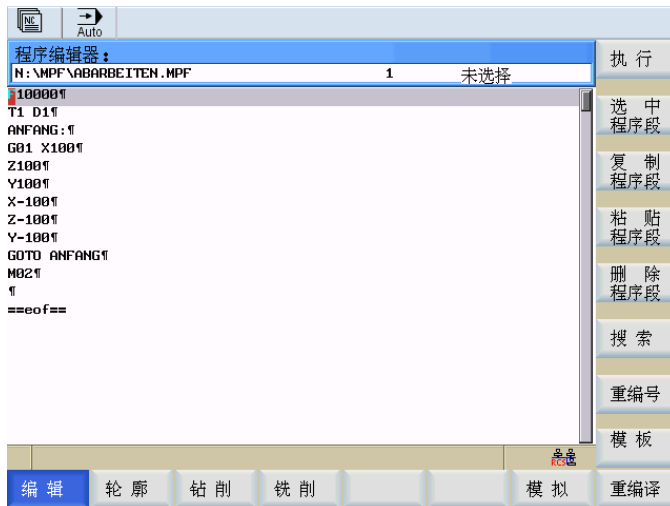 NC
Auto
程序编辑器：
N:\MPF\ABARBEITEN.MPF 1 未选择
F10000¶
T1 D1¶
ANFANG:¶
G01 X100¶
Z100¶
Y100¶
X-100¶
Z-100¶
Y-100¶
GOTO ANFANG¶
M02¶
¶
==eof==
执行
选中
程序段
复制
程序段
粘贴
程序段
删除
程序段
搜索
重编号
模板
RCS
编辑 轮廓 钻削 铣削 模拟 重编译